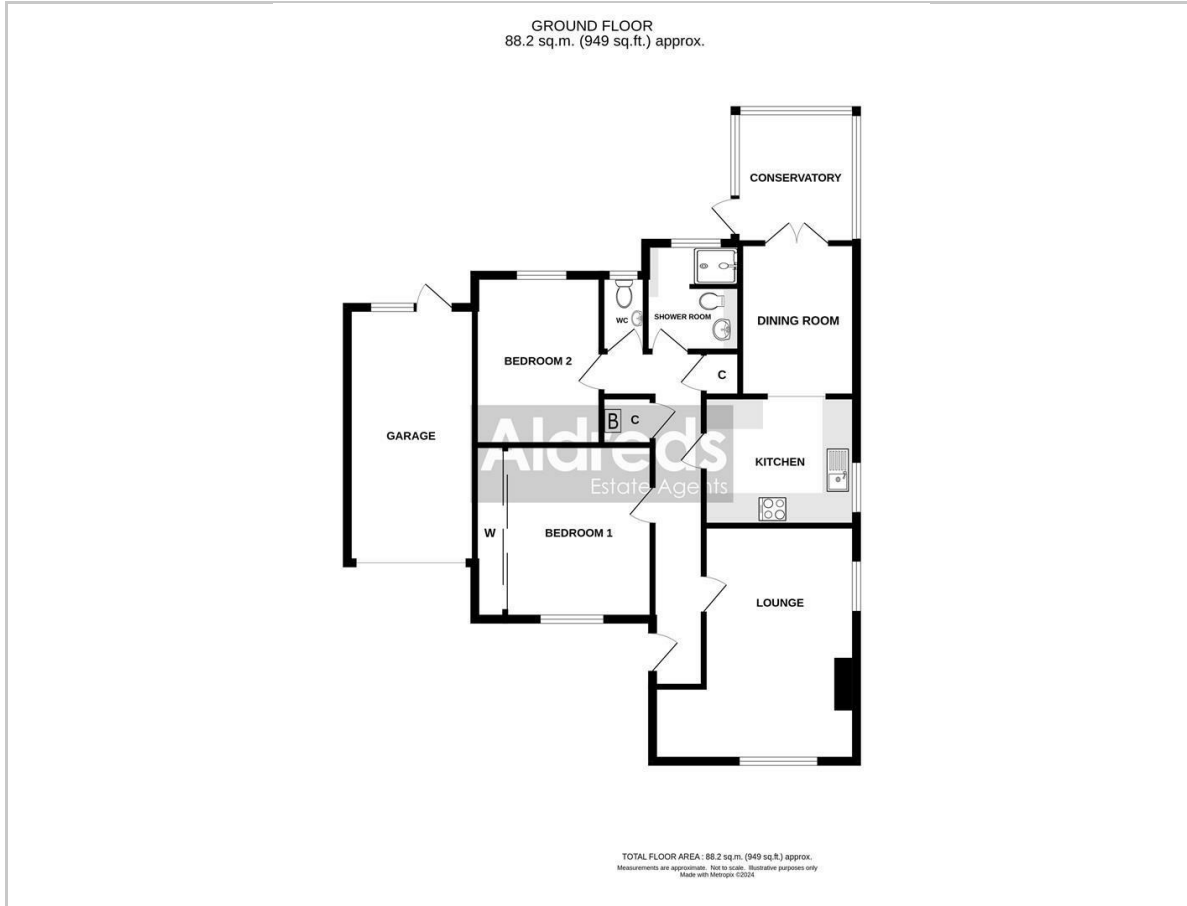 GROUND FLOOR
88.2 sq.m. (949 sq.ft.) approx.
CONSERVATORY
DINING ROOM
SHOWER ROOM
WC
BEDROOM 2
C
B
C
GARAGE
Aldreds
Estate Agents
KITCHEN
W
BEDROOM 1
LOUNGE
TOTAL FLOOR AREA : 88.2 sq.m. (949 sq.ft.) approx.
Measurements are approximate. Not to scale. Illustrative purposes only
Made with Metropix ©2024